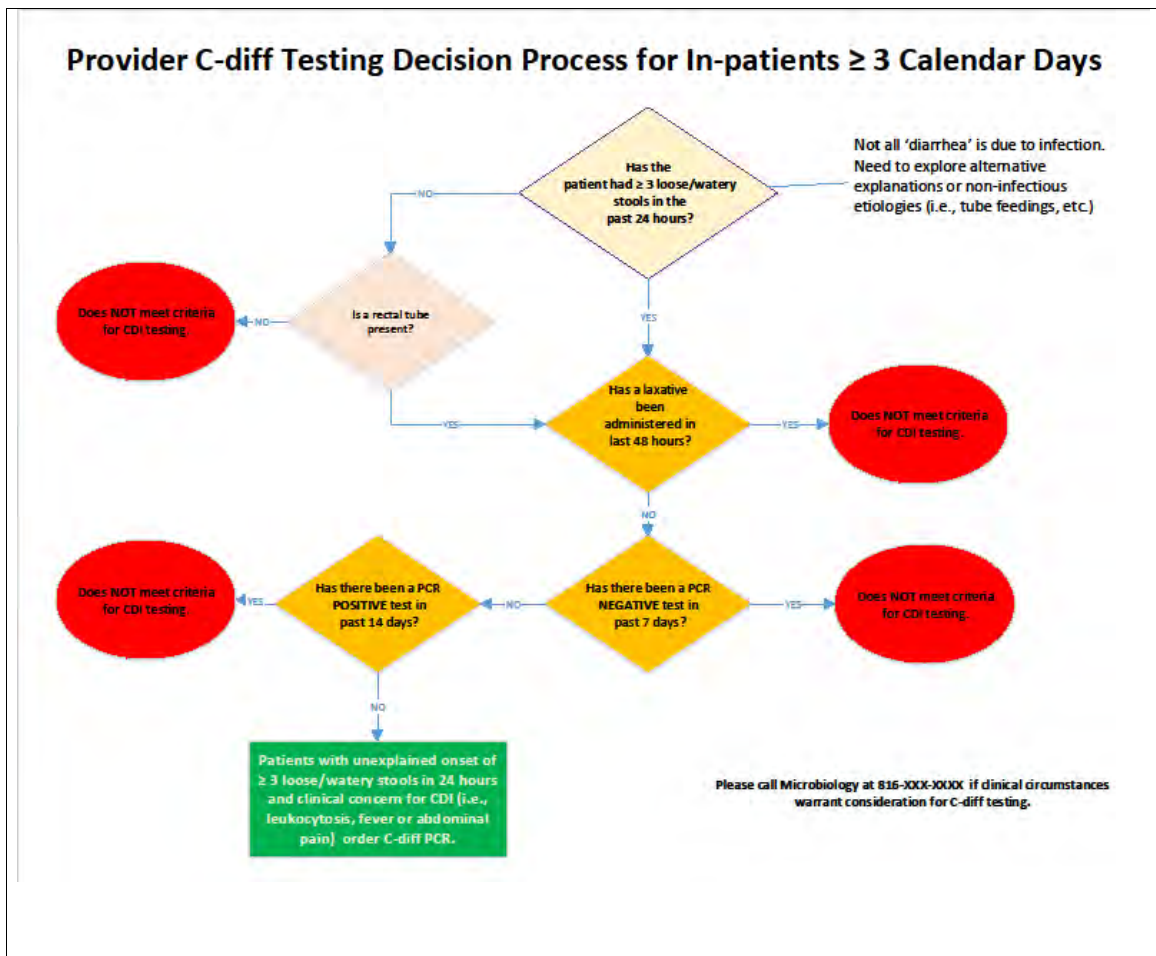 Provider C-diff Testing Decision Process for In-patients ≥ 3 Calendar Days
Has the
patient had ≥ 3 loose/watery
stools in the
past 24 hours?
Not all ‘diarrhea’ is due to infection.
Need to explore alternative
explanations or non-infectious
etiologies (i.e., tube feedings, etc.)
NO
YES
Is a rectal tube
present?
NO
Does NOT meet criteria
for CDI testing.
YES
Has a laxative
been
administered in
last 48 hours?
YES
Does NOT meet criteria
for CDI testing.
NO
Has there been a PCR
NEGATIVE test in
past 7 days?
YES
Does NOT meet criteria
for CDI testing.
NO
Has there been a PCR
POSITIVE test in
past 14 days?
YES
Does NOT meet criteria
for CDI testing.
NO
Patients with unexplained onset of
≥ 3 loose/watery stools in 24 hours
and clinical concern for CDI (i.e.,
leukocytosis, fever or abdominal
pain) order C-diff PCR.
Please call Microbiology at 816-XXX-XXXX if clinical circumstances
warrant consideration for C-diff testing.